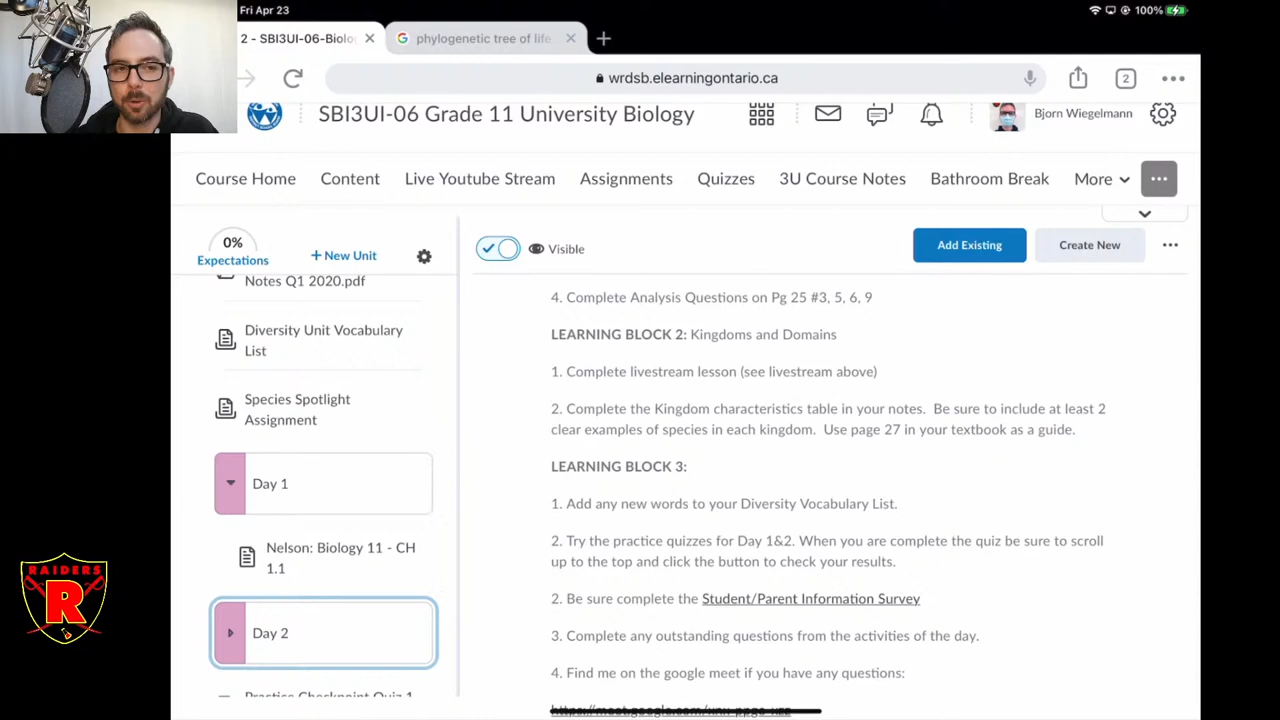 Fri Apr 23
100%
2 - SBI3UI-06-Biolo
phylogenetic tree of life
wrdsb.elearningontario.ca
2
SBI3UI-06 Grade 11 University Biology
Bjorn Wiegelmann
Course Home
Content
Live Youtube Stream
Assignments
Quizzes
3U Course Notes
Bathroom Break
More
0%
Expectations
+ New Unit
Visible
Add Existing
Create New
Notes Q1 2020.pdf
Diversity Unit Vocabulary
List
Species Spotlight
Assignment
Day 1
Nelson: Biology 11 - CH
1.1
Day 2
Practice Checkpoint Quiz 1
4. Complete Analysis Questions on Pg 25 #3, 5, 6, 9
LEARNING BLOCK 2: Kingdoms and Domains
1. Complete livestream lesson (see livestream above)
2. Complete the Kingdom characteristics table in your notes. Be sure to include at least 2
clear examples of species in each kingdom. Use page 27 in your textbook as a guide.
LEARNING BLOCK 3:
1. Add any new words to your Diversity Vocabulary List.
2. Try the practice quizzes for Day 1&2. When you are complete the quiz be sure to scroll
up to the top and click the button to check your results.
2. Be sure complete the Student/Parent Information Survey
3. Complete any outstanding questions from the activities of the day.
4. Find me on the google meet if you have any questions:
RAIDERS
R